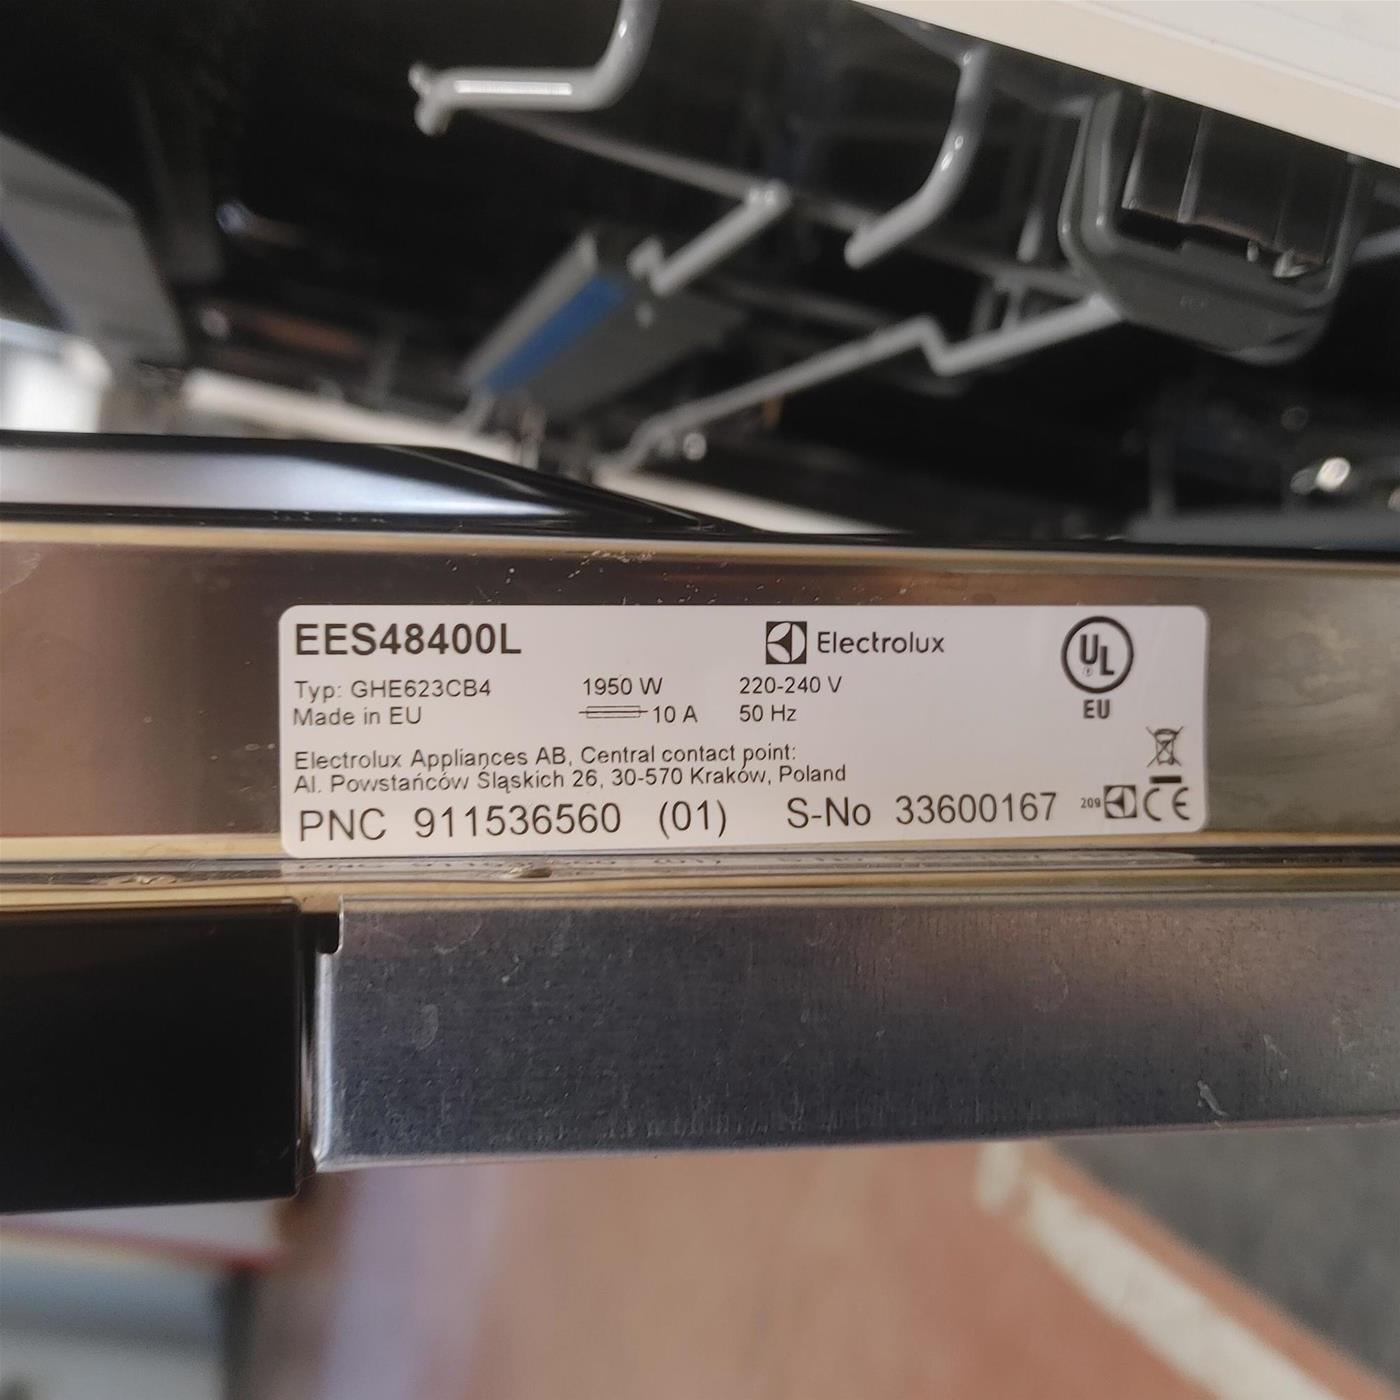 EES48400L
Electrolux
UL
EU
Typ: GHE623CB4 1950 W 220-240 V
Made in EU 10 A 50 Hz
Electrolux Appliances AB, Central contact point:
Al. Powstańców Śląskich 26, 30-570 Kraków, Poland
PNC 911536560 (01) S-No 33600167 209 CE